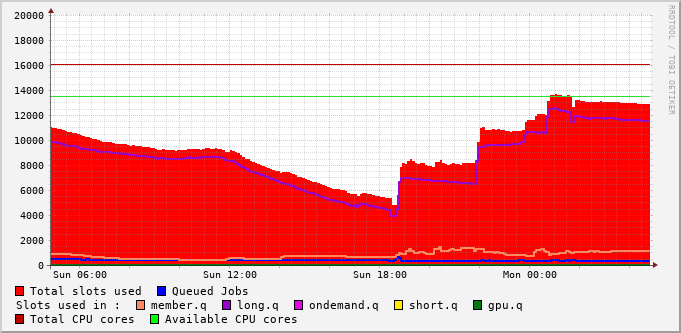 20000
18000
16000
14000
12000
10000
8000
6000
4000
2000
0
Sun 06:00 Sun 12:00 Sun 18:00 Mon 00:00
RRDTOOL / TOBI OETIKER
Total slots used Queued Jobs
Slots used in : member.q long.q ondemand.q short.q gpu.q
Total CPU cores Available CPU cores